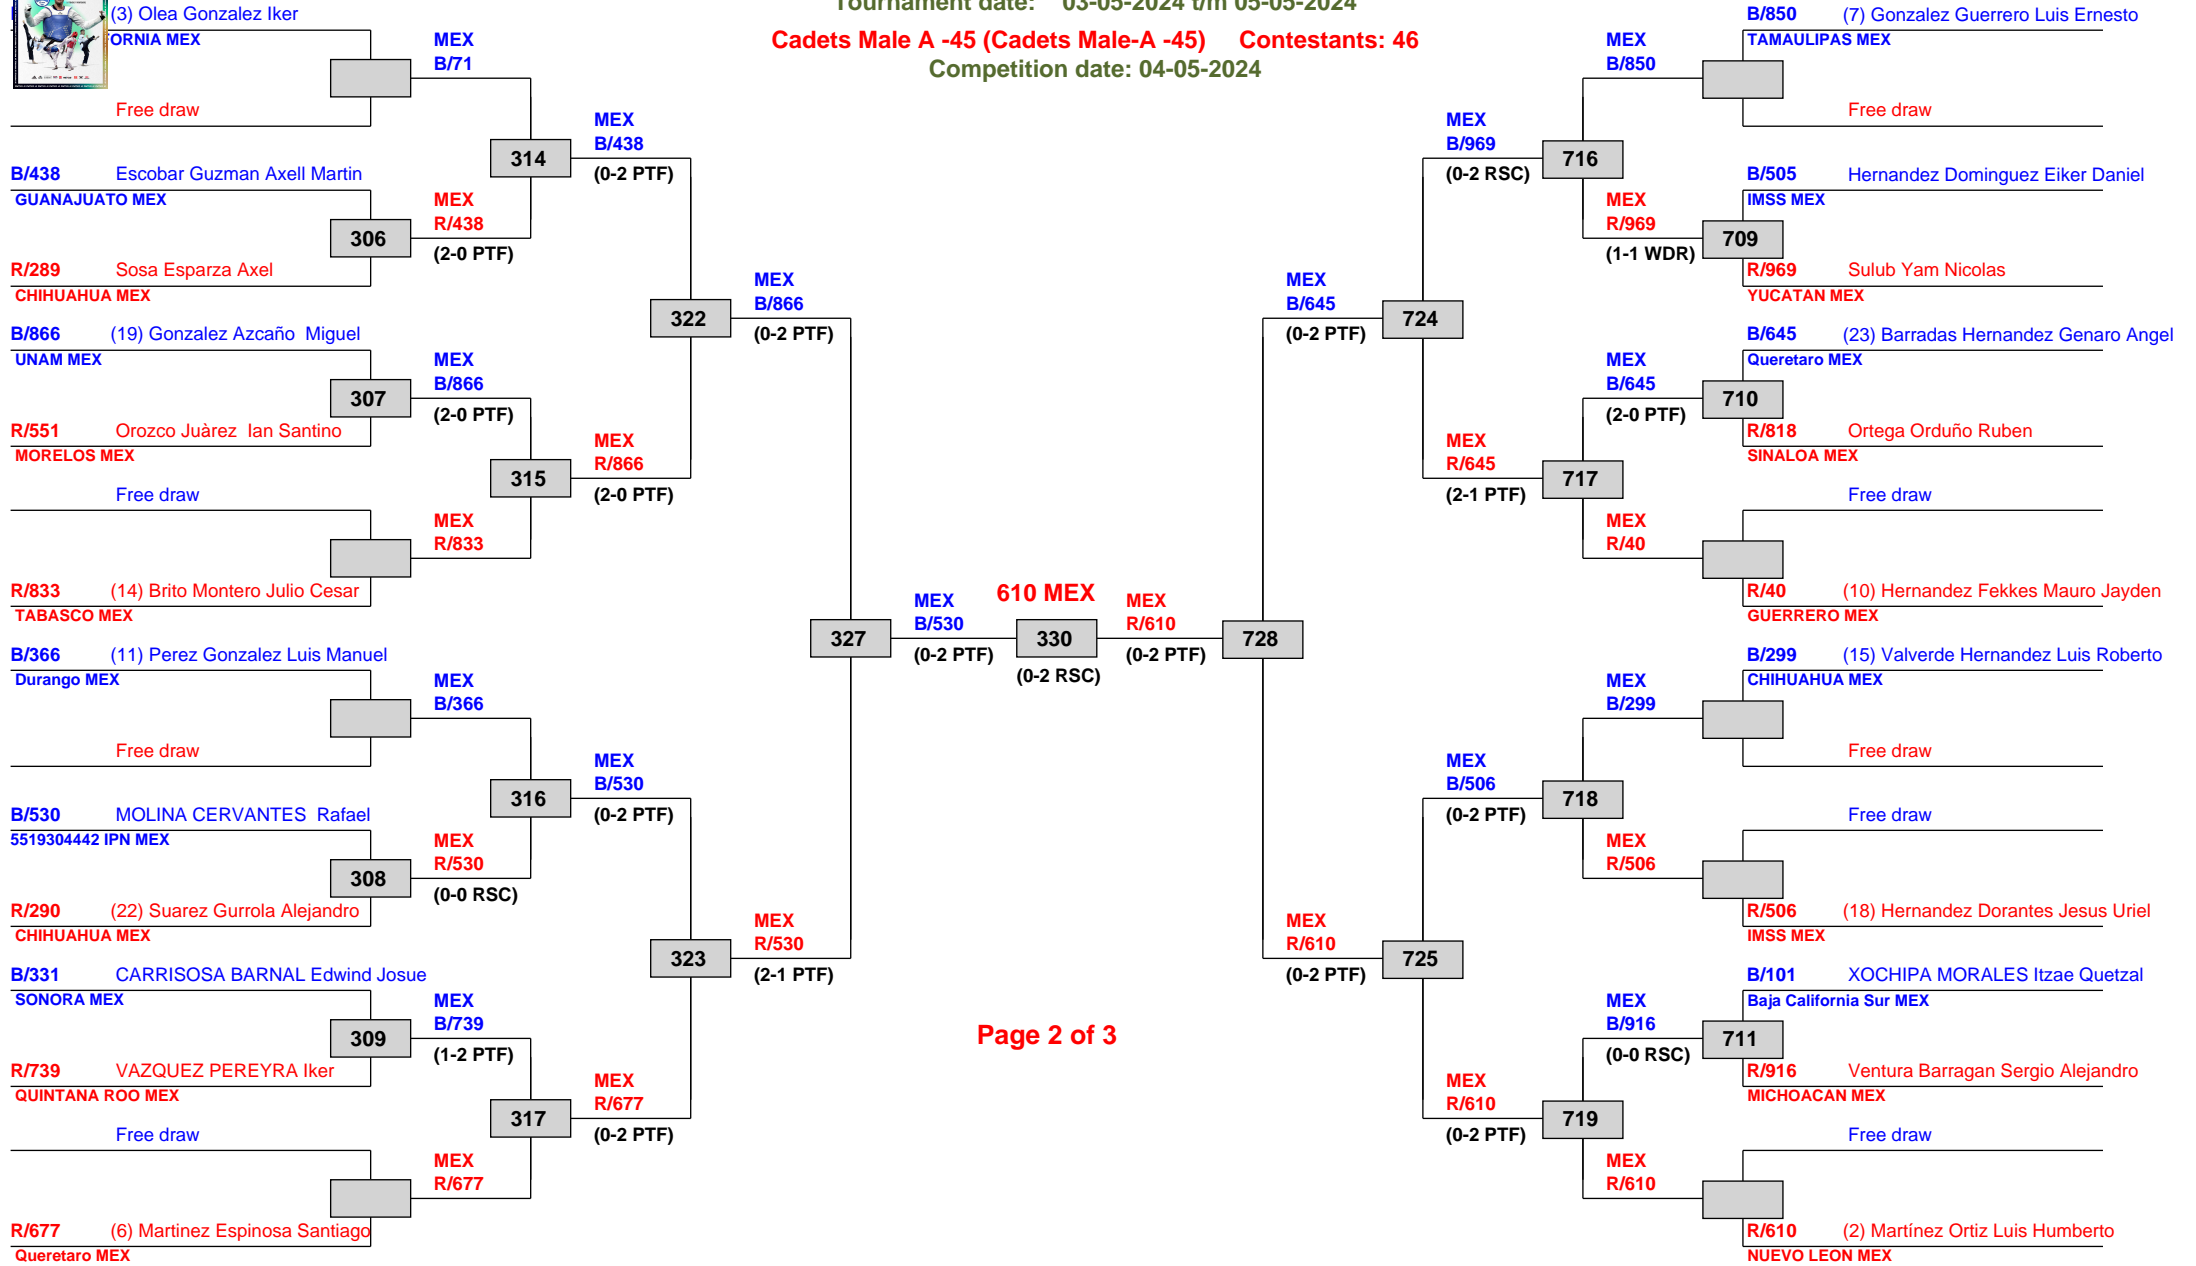 Tournament date: 03-05-2024 t/m 05-05-2024
Cadets Male A -45 (Cadets Male-A -45) Contestants: 46
Competition date: 04-05-2024
(3) Olea Gonzalez Iker
ORNIA MEX
MEX
B/71
Free draw
314
MEX
B/438
(0-2 PTF)
B/438 Escobar Guzman Axell Martin
GUANAJUATO MEX
306
MEX
R/438
(2-0 PTF)
R/289 Sosa Esparza Axel
CHIHUAHUA MEX
322
MEX
B/866
(0-2 PTF)
B/866 (19) Gonzalez Azcaño Miguel
UNAM MEX
307
MEX
B/866
(2-0 PTF)
R/551 Orozco Juàrez Ian Santino
MORELOS MEX
315
MEX
R/866
(2-0 PTF)
Free draw
MEX
R/833
R/833 (14) Brito Montero Julio Cesar
TABASCO MEX
327
MEX
B/530
(0-2 PTF)
610 MEX
330
(0-2 RSC)
MEX
R/610
(0-2 PTF)
728
B/366 (11) Perez Gonzalez Luis Manuel
Durango MEX
MEX
B/366
Free draw
316
MEX
B/530
(0-2 PTF)
B/530 MOLINA CERVANTES Rafael
5519304442 IPN MEX
308
MEX
R/530
(0-0 RSC)
R/290 (22) Suarez Gurrola Alejandro
CHIHUAHUA MEX
323
MEX
R/530
(2-1 PTF)
B/331 CARRISOSA BARNAL Edwind Josue
SONORA MEX
309
MEX
B/739
(1-2 PTF)
R/739 VAZQUEZ PEREYRA Iker
QUINTANA ROO MEX
317
MEX
R/677
(0-2 PTF)
Free draw
MEX
R/677
R/677 (6) Martinez Espinosa Santiago
Queretaro MEX
Page 2 of 3
B/850 (7) Gonzalez Guerrero Luis Ernesto
TAMAULIPAS MEX
MEX
B/850
Free draw
MEX
B/969
(0-2 RSC)
716
B/505 Hernandez Dominguez Eiker Daniel
IMSS MEX
MEX
R/969
(1-1 WDR)
709
R/969 Sulub Yam Nicolas
YUCATAN MEX
MEX
B/645
(0-2 PTF)
724
B/645 (23) Barradas Hernandez Genaro Angel
Queretaro MEX
MEX
B/645
(2-0 PTF)
710
R/818 Ortega Orduño Ruben
SINALOA MEX
MEX
R/645
(2-1 PTF)
717
Free draw
MEX
R/40
R/40 (10) Hernandez Fekkes Mauro Jayden
GUERRERO MEX
B/299 (15) Valverde Hernandez Luis Roberto
CHIHUAHUA MEX
MEX
B/299
Free draw
MEX
B/506
(0-2 PTF)
718
Free draw
MEX
R/506
R/506 (18) Hernandez Dorantes Jesus Uriel
IMSS MEX
MEX
R/610
(0-2 PTF)
725
B/101 XOCHIPA MORALES Itzae Quetzal
Baja California Sur MEX
MEX
B/916
(0-0 RSC)
711
R/916 Ventura Barragan Sergio Alejandro
MICHOACAN MEX
MEX
R/610
(0-2 PTF)
719
Free draw
MEX
R/610
R/610 (2) Martínez Ortiz Luis Humberto
NUEVO LEON MEX